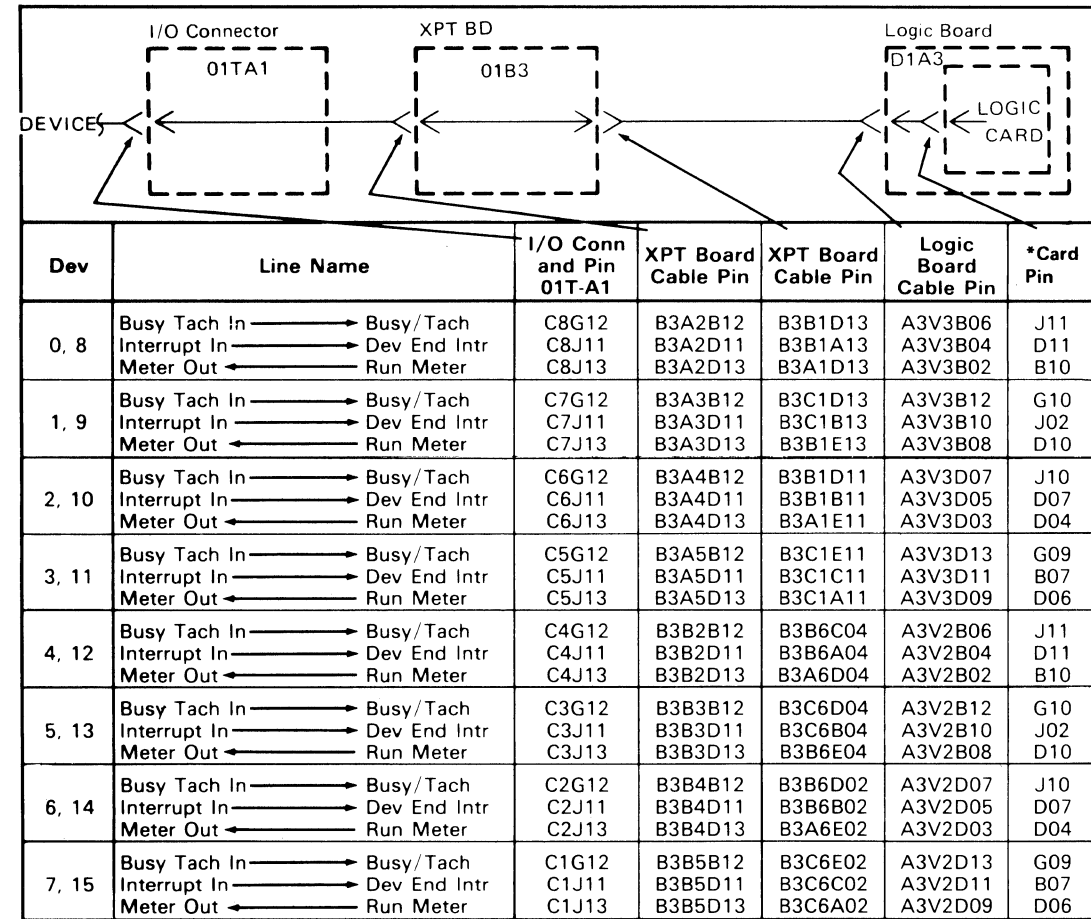 I/O Connector XPT BD Logic Board
01TA1 01B3 D1A3
DEVICE LOGIC
CARD
Dev Line Name I/O Conn and Pin 01T-A1 XPT Board Cable Pin XPT Board Cable Pin Logic Board Cable Pin *Card Pin
0, 8
Busy Tach In Busy/Tach C8G12 B3A2B12 B3B1D13 A3V3B06 J11
Interrupt In Dev End Intr C8J11 B3A2D11 B3B1A13 A3V3B04 D11
Meter Out Run Meter C8J13 B3A2D13 B3A1D13 A3V3B02 B10
1, 9
Busy Tach In Busy/Tach C7G12 B3A3B12 B3C1D13 A3V3B12 G10
Interrupt In Dev End Intr C7J11 B3A3D11 B3C1B13 A3V3B10 J02
Meter Out Run Meter C7J13 B3A3D13 B3B1E13 A3V3B08 D10
2, 10
Busy Tach In Busy/Tach C6G12 B3A4B12 B3B1D11 A3V3D07 J10
Interrupt In Dev End Intr C6J11 B3A4D11 B3B1B11 A3V3D05 D07
Meter Out Run Meter C6J13 B3A4D13 B3A1E11 A3V3D03 D04
3, 11
Busy Tach In Busy/Tach C5G12 B3A5B12 B3C1E11 A3V3D13 G09
Interrupt In Dev End Intr C5J11 B3A5D11 B3C1C11 A3V3D11 B07
Meter Out Run Meter C5J13 B3A5D13 B3C1A11 A3V3D09 D06
4, 12
Busy Tach In Busy/Tach C4G12 B3B2B12 B3B6C04 A3V2B06 J11
Interrupt In Dev End Intr C4J11 B3B2D11 B3B6A04 A3V2B04 D11
Meter Out Run Meter C4J13 B3B2D13 B3A6D04 A3V2B02 B10
5, 13
Busy Tach In Busy/Tach C3G12 B3B3B12 B3C6D04 A3V2B12 G10
Interrupt In Dev End Intr C3J11 B3B3D11 B3C6B04 A3V2B10 J02
Meter Out Run Meter C3J13 B3B3D13 B3B6E04 A3V2B08 D10
6, 14
Busy Tach In Busy/Tach C2G12 B3B4B12 B3B6D02 A3V2D07 J10
Interrupt In Dev End Intr C2J11 B3B4D11 B3B6B02 A3V2D05 D07
Meter Out Run Meter C2J13 B3B4D13 B3A6E02 A3V2D03 D04
7, 15
Busy Tach In Busy/Tach C1G12 B3B5B12 B3C6E02 A3V2D13 G09
Interrupt In Dev End Intr C1J11 B3B5D11 B3C6C02 A3V2D11 B07
Meter Out Run Meter C1J13 B3B5D13 B3C6A02 A3V2D09 D06